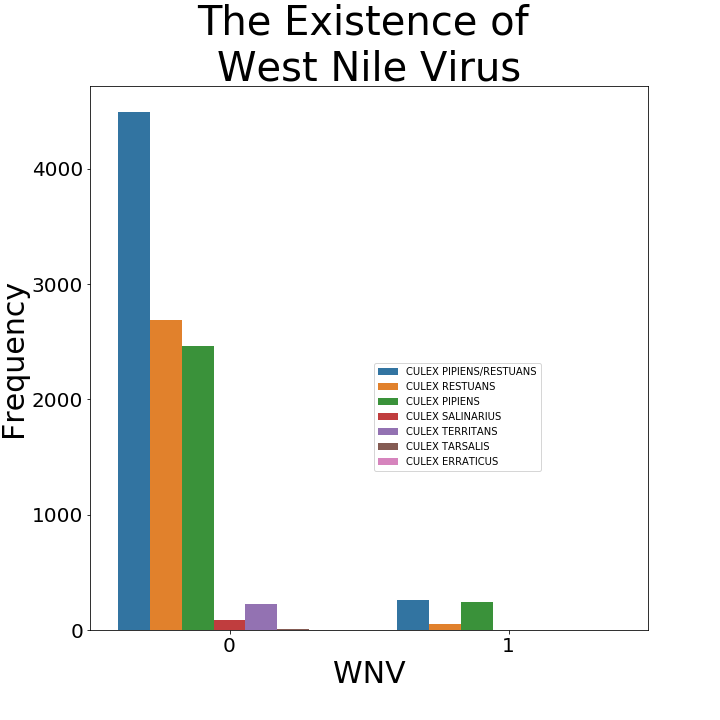 The Existence of
West Nile Virus
Frequency
4000
3000
2000
1000
0
CULEX PIPIENS/RESTUANS
CULEX RESTUANS
CULEX PIPIENS
CULEX SALINARIUS
CULEX TERRITANS
CULEX TARSALIS
CULEX ERRATICUS
0 1
WNV